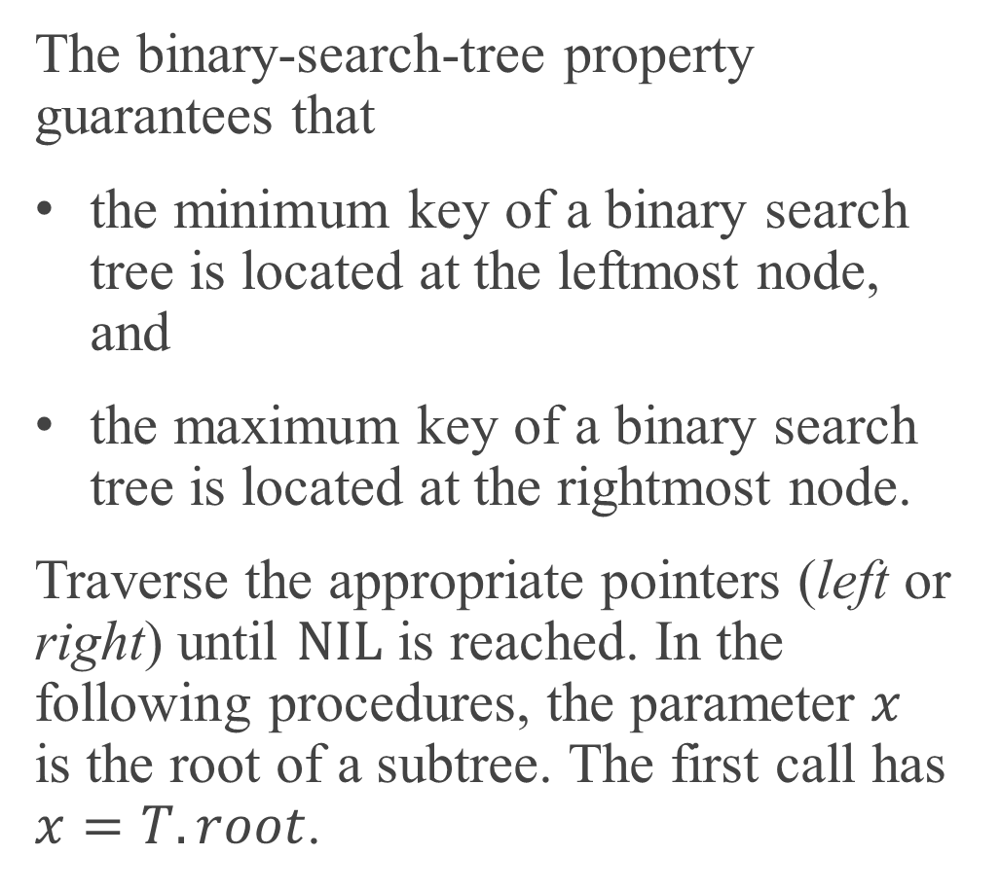 The binary-search-tree property
guarantees that
• the minimum key of a binary search
tree is located at the leftmost node,
and
• the maximum key of a binary search
tree is located at the rightmost node.
Traverse the appropriate pointers (left or
right) until NIL is reached. In the
following procedures, the parameter x
is the root of a subtree. The first call has
x = T.root.